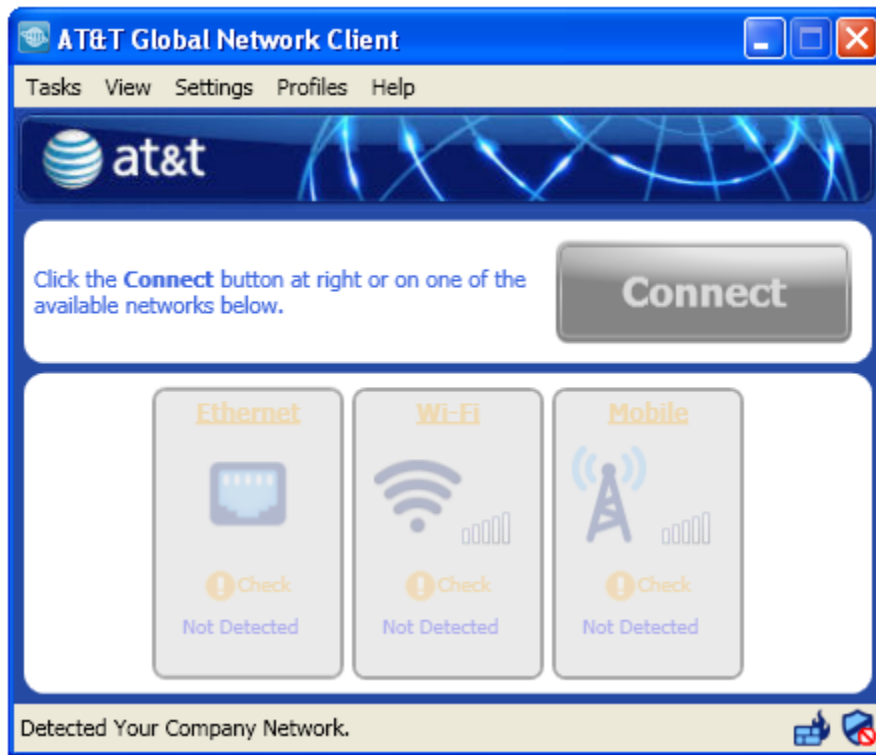 AT&T Global Network Client
Tasks View Settings Profiles Help
at&t
Click the Connect button at right or on one of the
available networks below.
Connect
Ethernet Wi-Fi Mobile
Check Check Check
Not Detected Not Detected Not Detected
Detected Your Company Network.